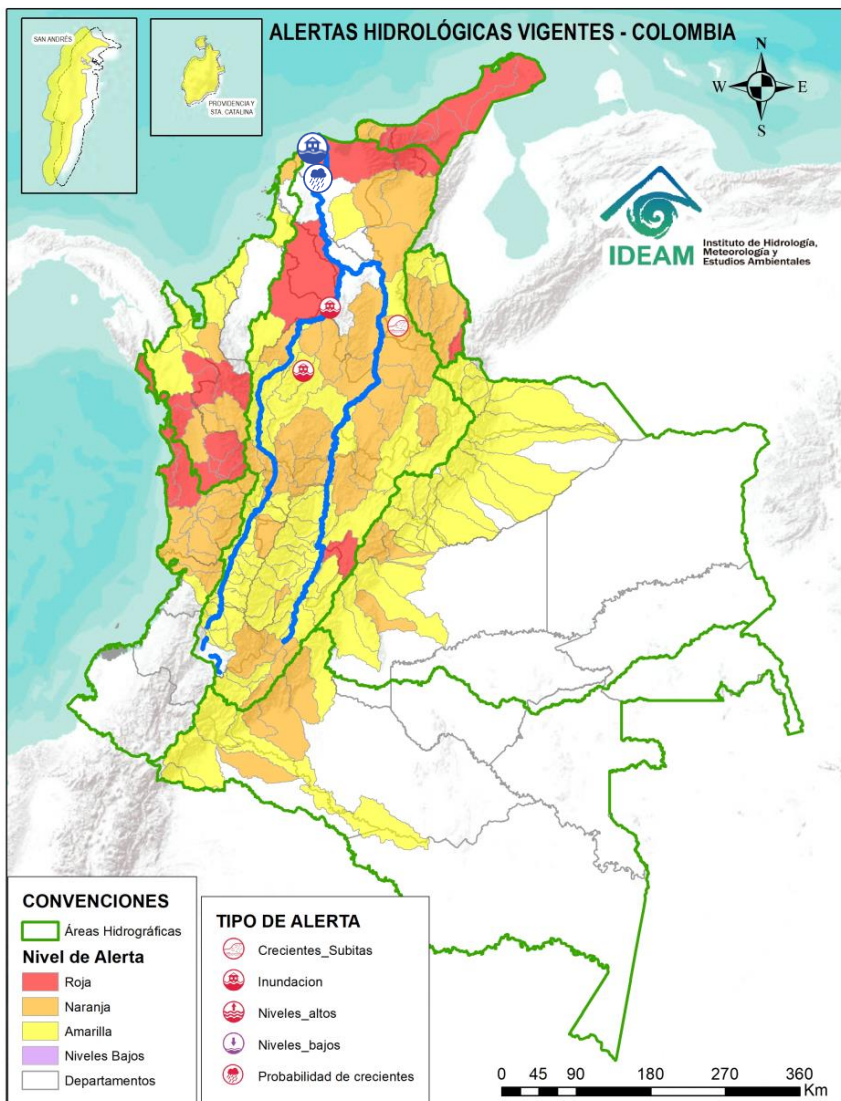 ALERTAS HIDROLÓGICAS VIGENTES - COLOMBIA
SAN ANDRÉS
PROVIDENCIA Y
STA. CATALINA
N
W
E
S
IDEAM
Instituto de Hidrología,
Meteorología y
Estudios Ambientales
CONVENCIONES
Áreas Hidrográficas
Nivel de Alerta
Roja
Naranja
Amarilla
Niveles Bajos
Departamentos
TIPO DE ALERTA
Crecientes_Subitas
Inundacion
Niveles_altos
Niveles_bajos
Probabilidad de crecientes
0 45 90 180 270 360
Km